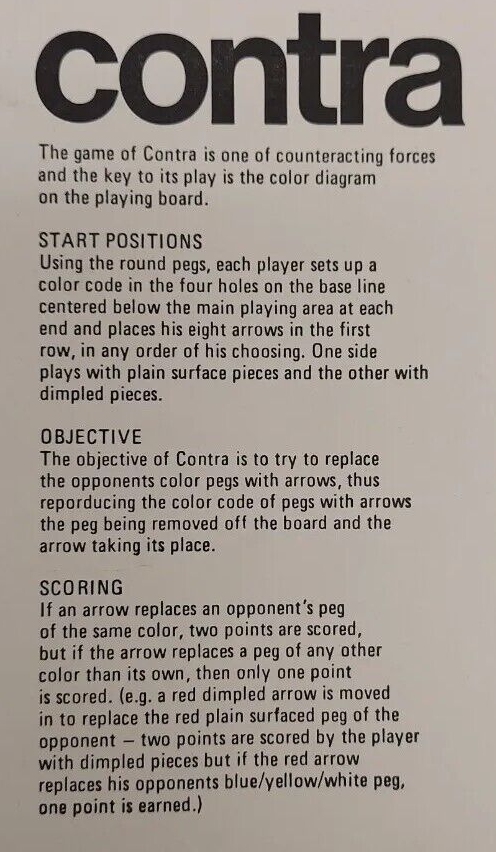 contra
The game of Contra is one of counteracting forces
and the key to its play is the color diagram
on the playing board.
START POSITIONS
Using the round pegs, each player sets up a
color code in the four holes on the base line
centered below the main playing area at each
end and places his eight arrows in the first
row, in any order of his choosing. One side
plays with plain surface pieces and the other with
dimpled pieces.
OBJECTIVE
The objective of Contra is to try to replace
the opponents color pegs with arrows, thus
reporducing the color code of pegs with arrows
the peg being removed off the board and the
arrow taking its place.
SCORING
If an arrow replaces an opponent's peg
of the same color, two points are scored,
but if the arrow replaces a peg of any other
color than its own, then only one point
is scored. (e.g. a red dimpled arrow is moved
in to replace the red plain surfaced peg of the
opponent – two points are scored by the player
with dimpled pieces but if the red arrow
replaces his opponents blue/yellow/white peg,
one point is earned.)